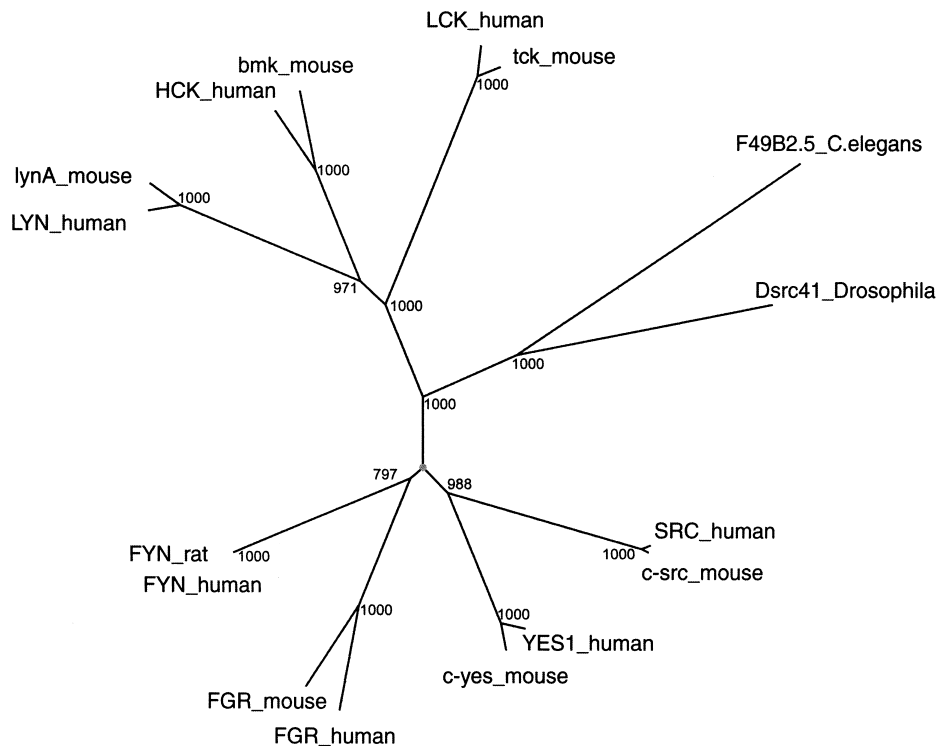 LCK_human
tck_mouse
1000
bmk_mouse
HCK_human
1000
F49B2.5_C.elegans
lynA_mouse
1000
LYN_human
971
1000
Dsrc41_Drosophila
1000
1000
797
988
SRC_human
1000
c-src_mouse
FYN_rat
1000
FYN_human
1000
1000
YES1_human
c-yes_mouse
FGR_mouse
FGR_human